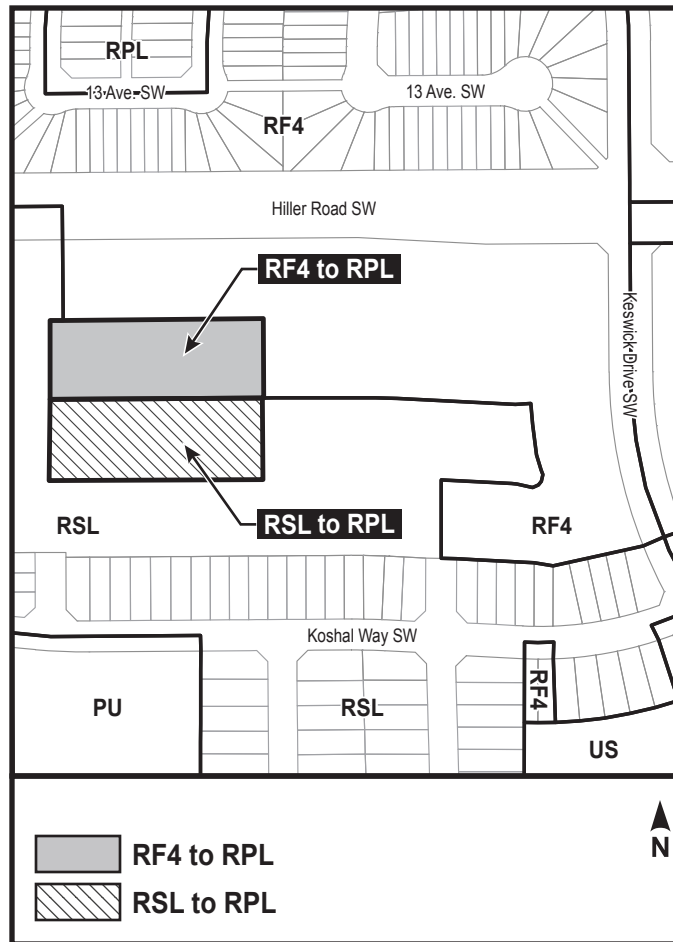 RPL
13 Ave. SW
13 Ave. SW
RF4
Hiller Road SW
RF4 to RPL
Keswick Drive SW
RSL to RPL
RSL
RF4
Koshal Way SW
PU
RSL
RF4
US
RF4 to RPL
N
RSL to RPL